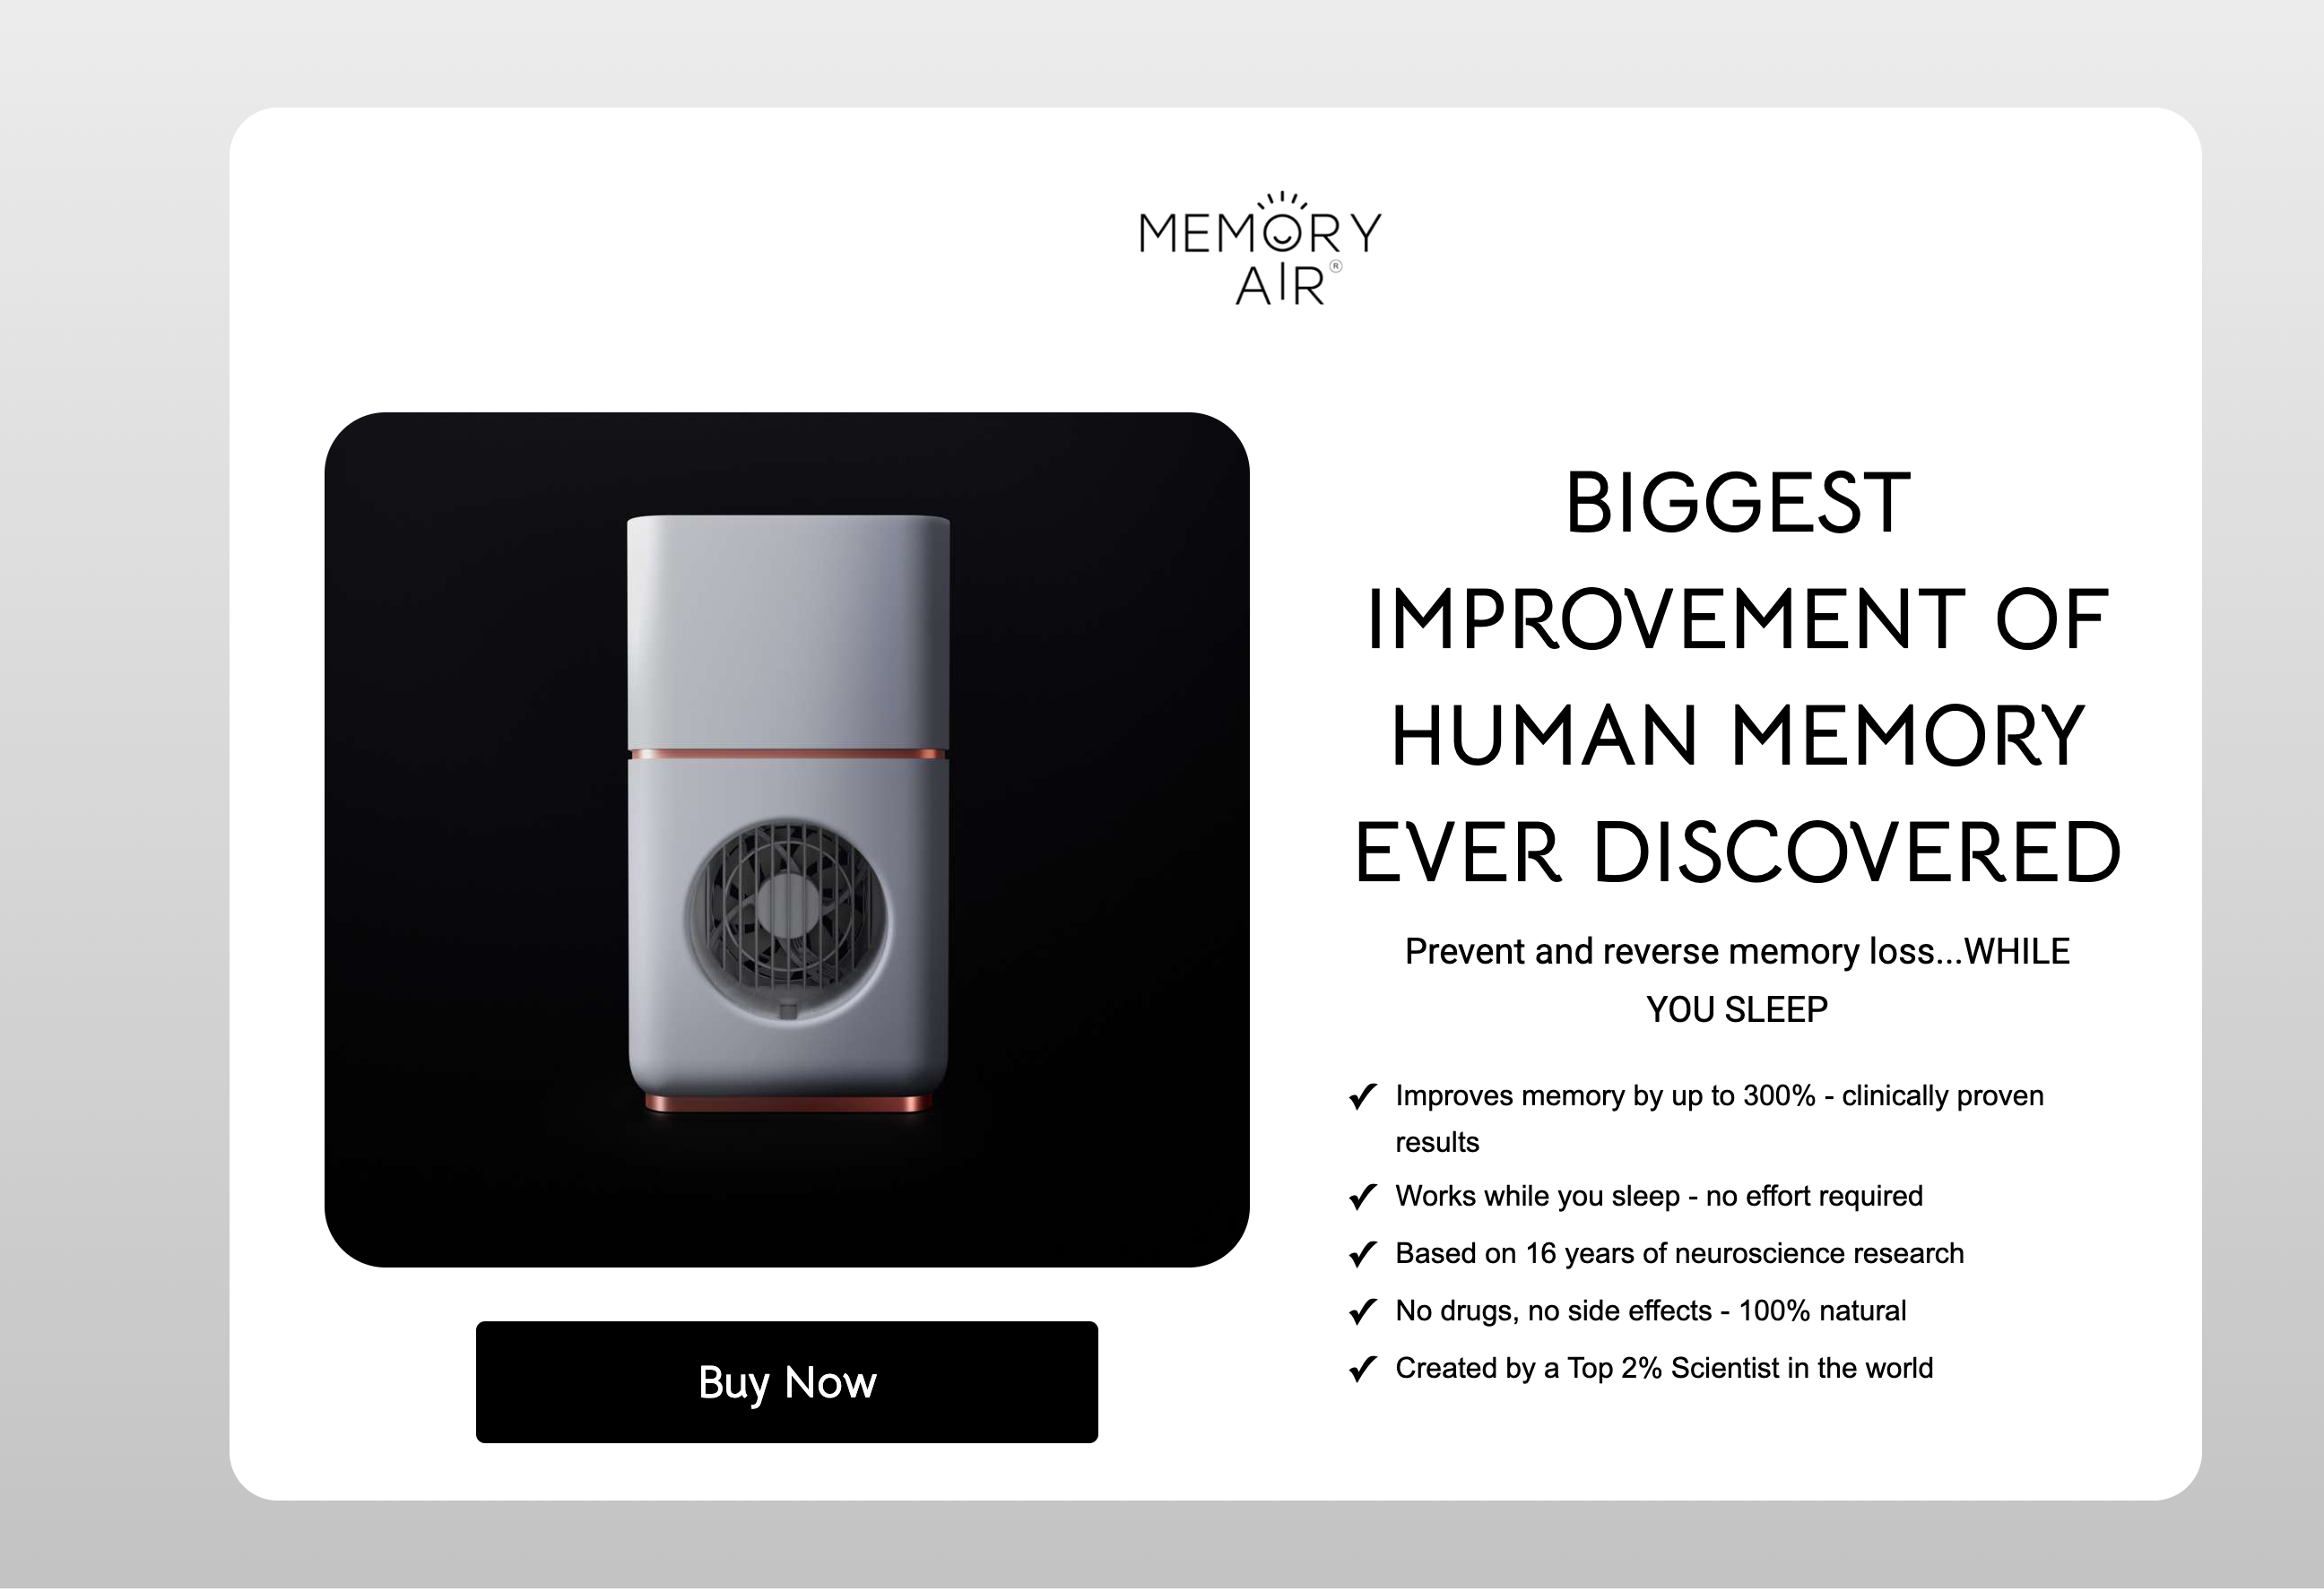 MEMORY
AIR®
BIGGEST
IMPROVEMENT OF
HUMAN MEMORY
EVER DISCOVERED
Prevent and reverse memory loss...WHILE
YOU SLEEP
✓ Improves memory by up to 300% - clinically proven
results
✓ Works while you sleep - no effort required
✓ Based on 16 years of neuroscience research
✓ No drugs, no side effects - 100% natural
✓ Created by a Top 2% Scientist in the world
Buy Now